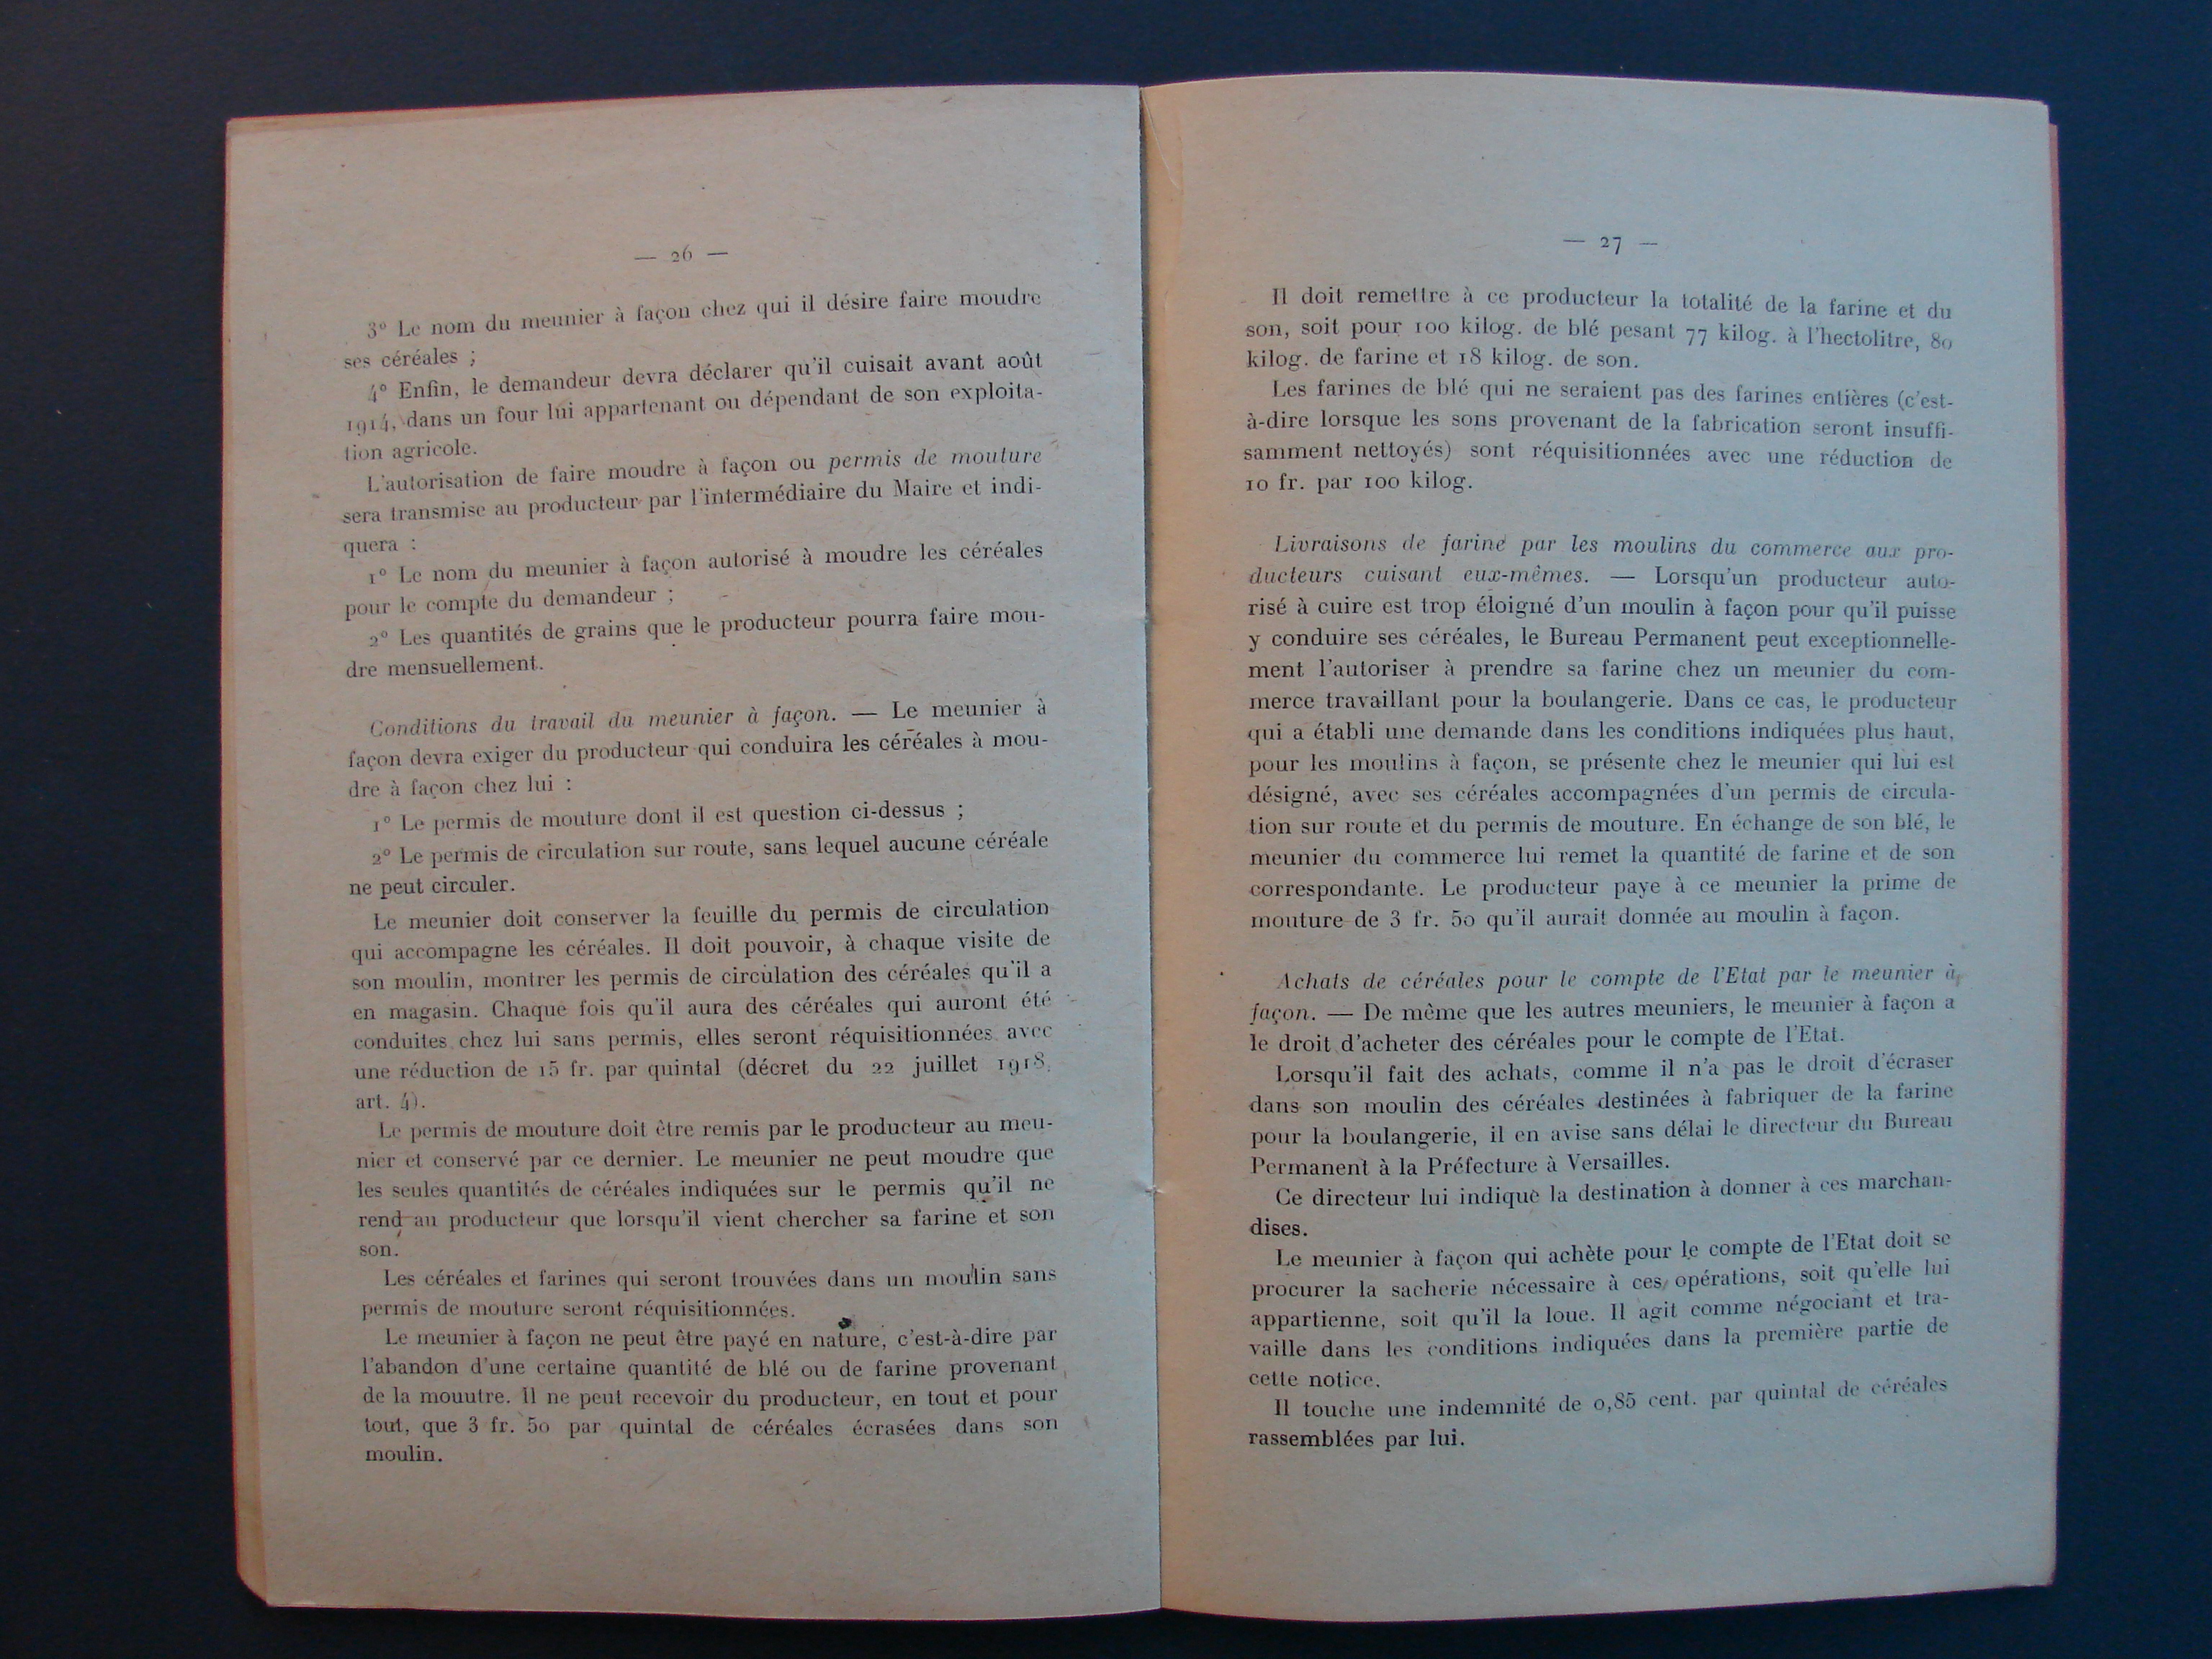 — 26 —
3° Le nom du meunier à façon chez qui il désire faire moudre
ses céréales ;
4° Enfin, le demandeur devra déclarer qu'il cuisait avant août
1914, dans un four lui appartenant ou dépendant de son exploita-
tion agricole.
L'autorisation de faire moudre à façon ou permis de mouture
sera transmise au producteur par l'intermédiaire du Maire et indi-
quera :
1° Le nom du meunier à façon autorisé à moudre les céréales
pour le compte du demandeur ;
2° Les quantités de grains que le producteur pourra faire mou-
dre mensuellement.
Conditions du travail du meunier à façon. — Le meunier à
façon devra exiger du producteur qui conduira les céréales à mou-
dre à façon chez lui :
1° Le permis de mouture dont il est question ci-dessus ;
2° Le permis de circulation sur route, sans lequel aucune céréale
ne peut circuler.
Le meunier doit conserver la feuille du permis de circulation
qui accompagne les céréales. Il doit pouvoir, à chaque visite de
son moulin, montrer les permis de circulation des céréales qu'il a
en magasin. Chaque fois qu'il aura des céréales qui auront été
conduites chez lui sans permis, elles seront réquisitionnées avec
une réduction de 15 fr. par quintal (décret du 22 juillet 1918,
art. 4).
Le permis de mouture doit être remis par le producteur au meu-
nier et conservé par ce dernier. Le meunier ne peut moudre que
les seules quantités de céréales indiquées sur le permis qu'il ne
rend au producteur que lorsqu'il vient chercher sa farine et son
son.
Les céréales et farines qui seront trouvées dans un moulin sans
permis de mouture seront réquisitionnées.
Le meunier à façon ne peut être payé en nature, c'est-à-dire par
l'abandon d'une certaine quantité de blé ou de farine provenant
de la mouutre. Il ne peut recevoir du producteur, en tout et pour
tout, que 3 fr. 50 par quintal de céréales écrasées dans son
moulin.
— 27 —
Il doit remettre à ce producteur la totalité de la farine et du
son, soit pour 100 kilog. de blé pesant 77 kilog. à l'hectolitre, 80
kilog. de farine et 18 kilog. de son.
Les farines de blé qui ne seraient pas des farines entières (c'est-
à-dire lorsque les sons provenant de la fabrication seront insuffi-
samment nettoyés) sont réquisitionnées avec une réduction de
10 fr. par 100 kilog.
Livraisons de farine par les moulins du commerce aux pro-
ducteurs cuisant eux-mêmes. — Lorsqu'un producteur auto-
risé à cuire est trop éloigné d'un moulin à façon pour qu'il puisse
y conduire ses céréales, le Bureau Permanent peut exceptionnelle-
ment l'autoriser à prendre sa farine chez un meunier du com-
merce travaillant pour la boulangerie. Dans ce cas, le producteur
qui a établi une demande dans les conditions indiquées plus haut,
pour les moulins à façon, se présente chez le meunier qui lui est
désigné, avec ses céréales accompagnées d'un permis de circula-
tion sur route et du permis de mouture. En échange de son blé, le
meunier du commerce lui remet la quantité de farine et de son
correspondante. Le producteur paye à ce meunier la prime de
mouture de 3 fr. 50 qu'il aurait donnée au moulin à façon.
Achats de céréales pour le compte de l'Etat par le meunier à
façon. — De même que les autres meuniers, le meunier à façon a
le droit d'acheter des céréales pour le compte de l'Etat.
Lorsqu'il fait des achats, comme il n'a pas le droit d'écraser
dans son moulin des céréales destinées à fabriquer de la farine
pour la boulangerie, il en avise sans délai le directeur du Bureau
Permanent à la Préfecture à Versailles.
Ce directeur lui indique la destination à donner à ces marchan-
dises.
Le meunier à façon qui achète pour le compte de l'Etat doit se
procurer la sacherie nécessaire à ces opérations, soit qu'elle lui
appartienne, soit qu'il la loue. Il agit comme négociant et tra-
vaille dans les conditions indiquées dans la première partie de
cette notice.
Il touche une indemnité de 0,85 cent. par quintal de céréales
rassemblées par lui.